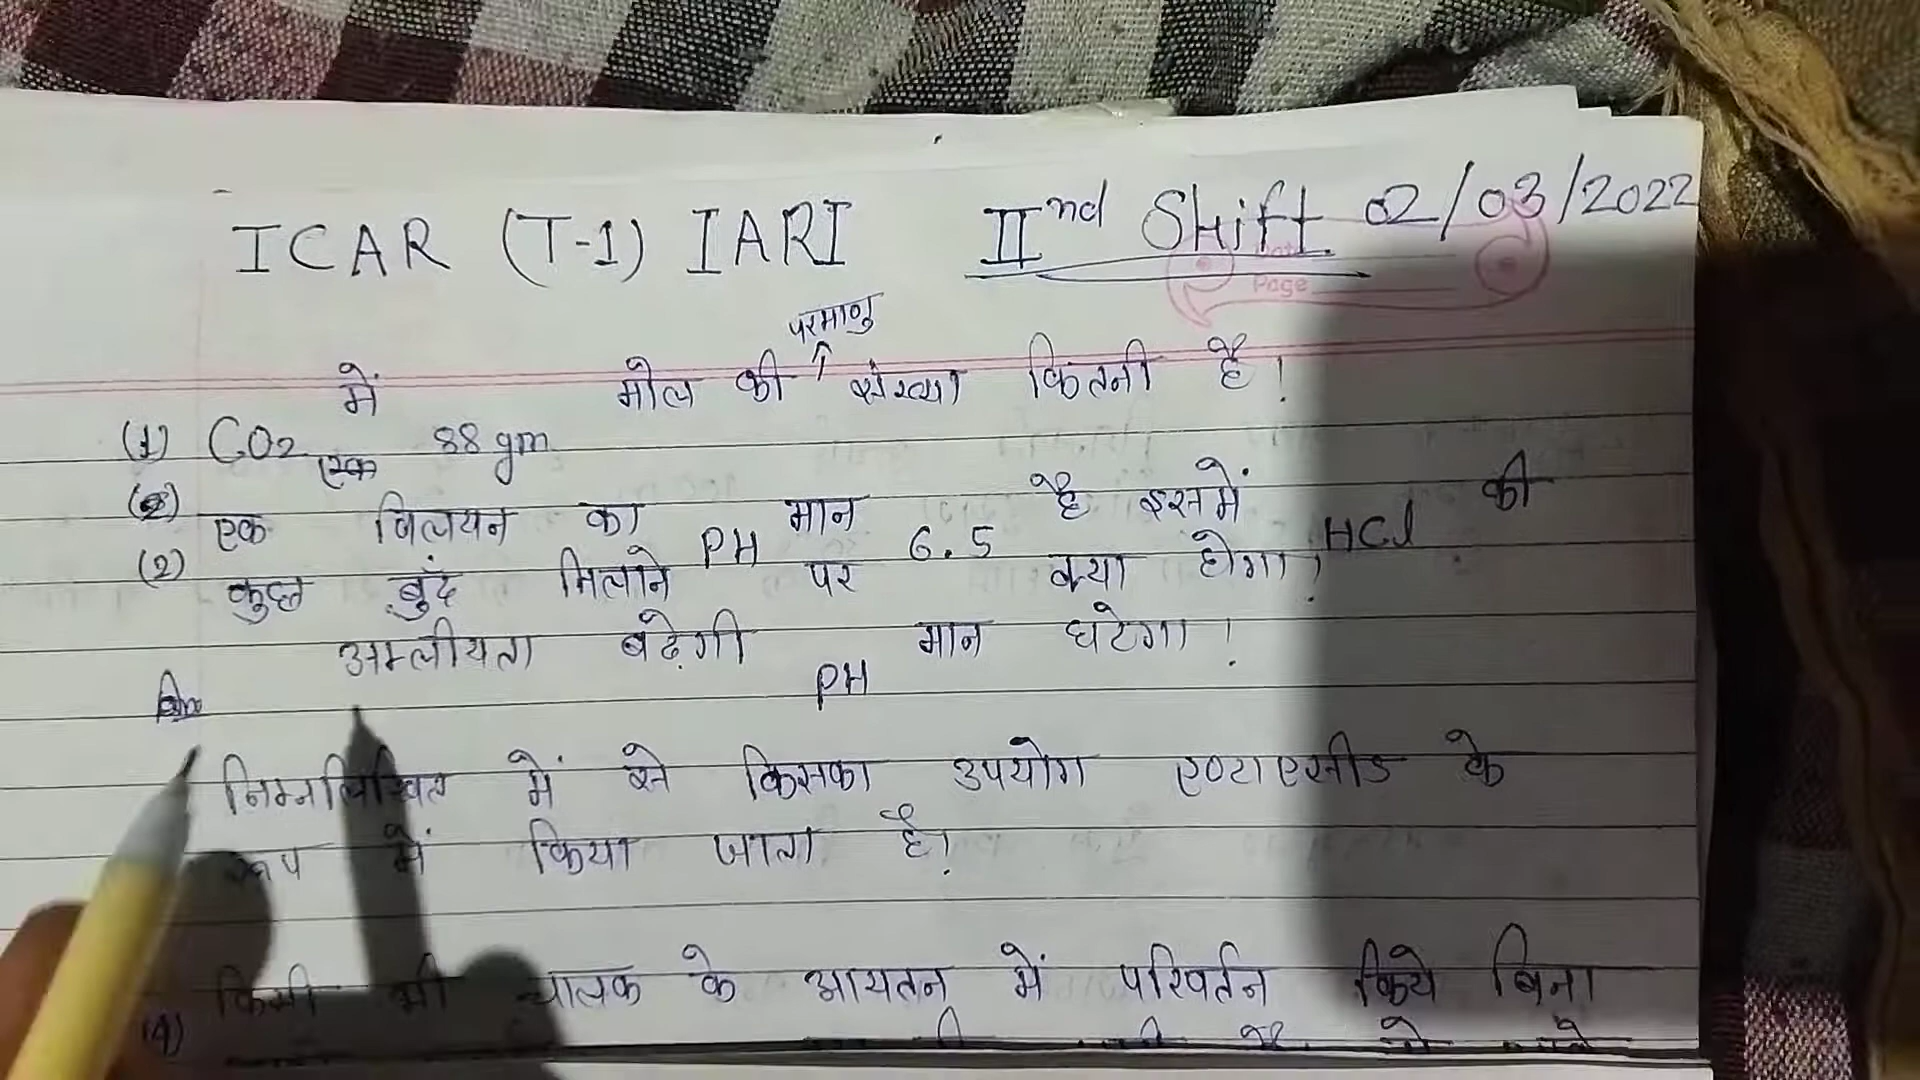 ICAR (T-1) IARI IInd Shift 02/03/2022
Page
परमाणु
(1) CO2 एक 88 gm में मोल की संख्या कितनी है।
(2) एक विलयन का PH मान 6.5 है इसमें HCl की
कुछ बुंद मिलाने पर क्या होगा?
अम्लीयता बढे़गी PH मान घटेगा।
निम्नलिखित में से किसका उपयोग एण्टाएसीड के
रूप में किया जाता है।
(4) किसी भी चालक के आयतन में परिवर्तन किये बिना